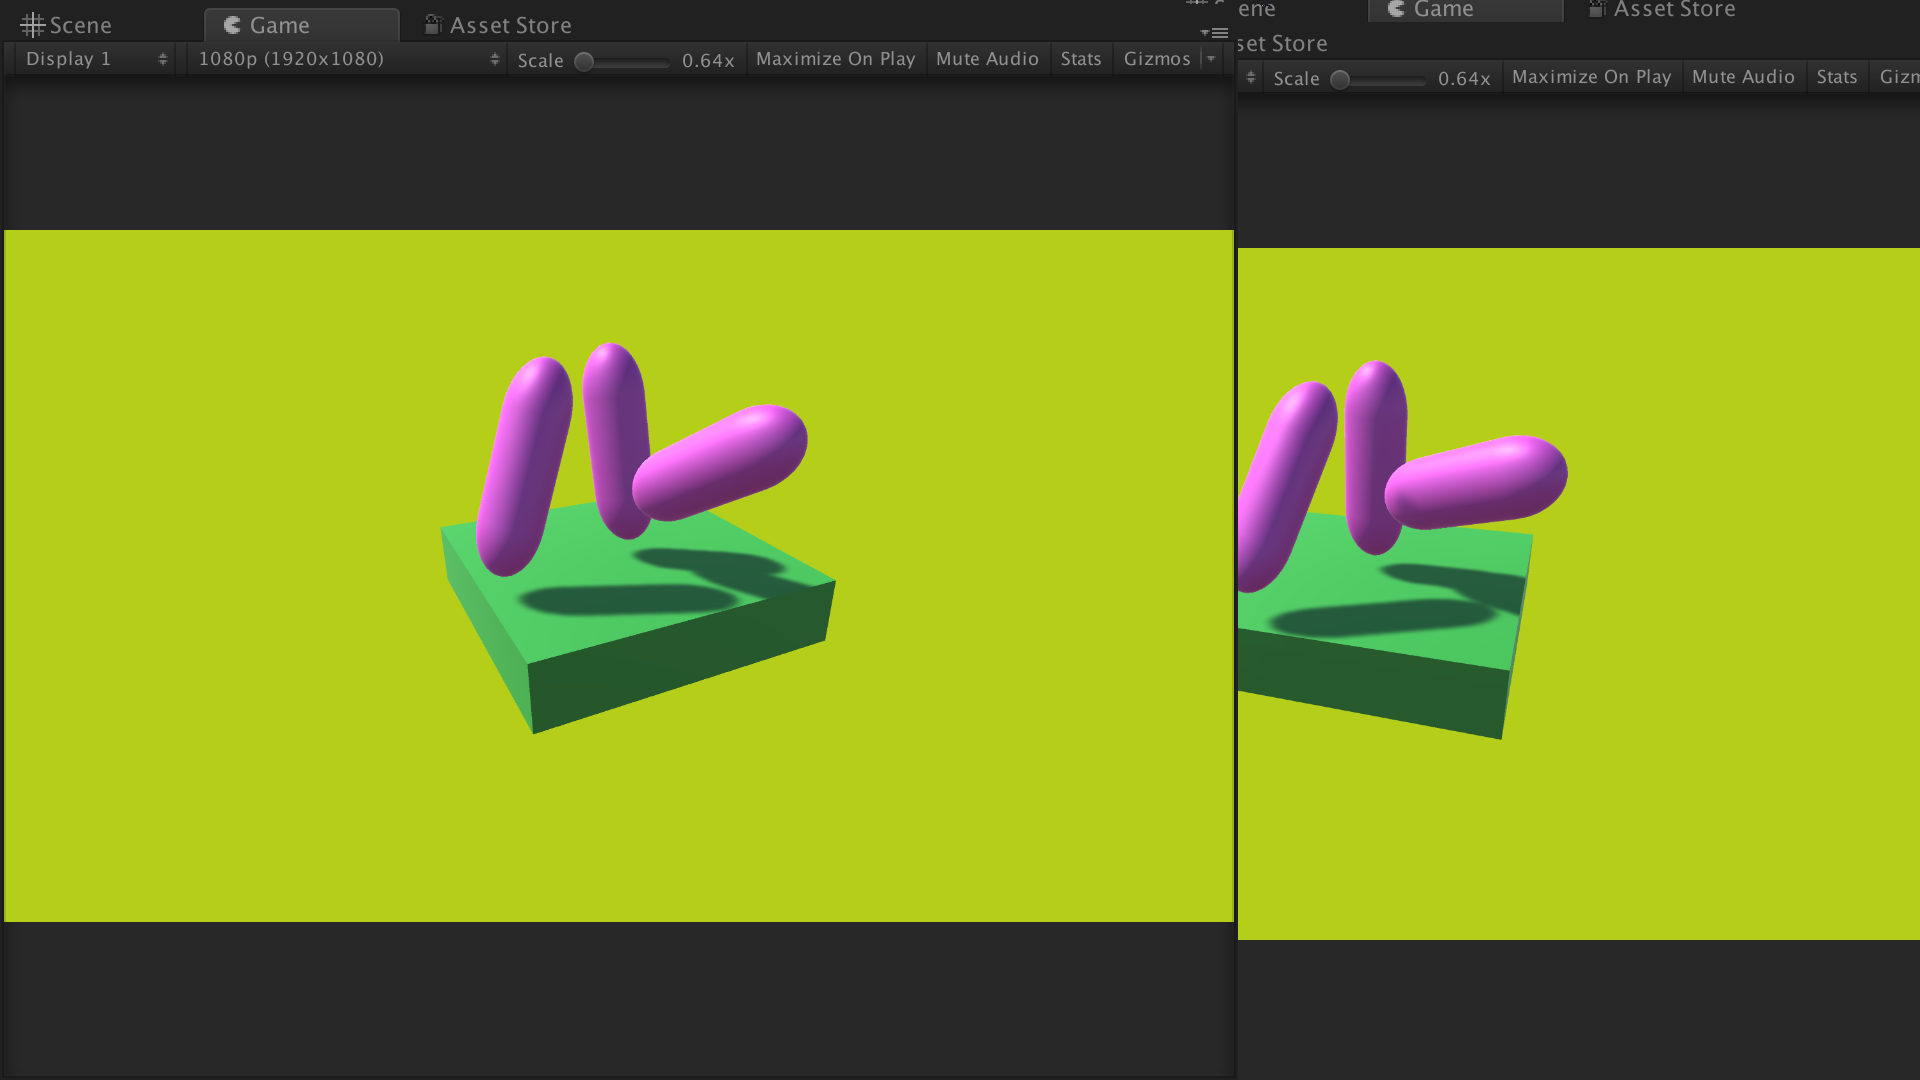 Scene Game Asset Store
Display 1 1080p (1920x1080) Scale 0.64x Maximize On Play Mute Audio Stats Gizmos
ene Game Asset Store
set Store
Scale 0.64x Maximize On Play Mute Audio Stats Gizm